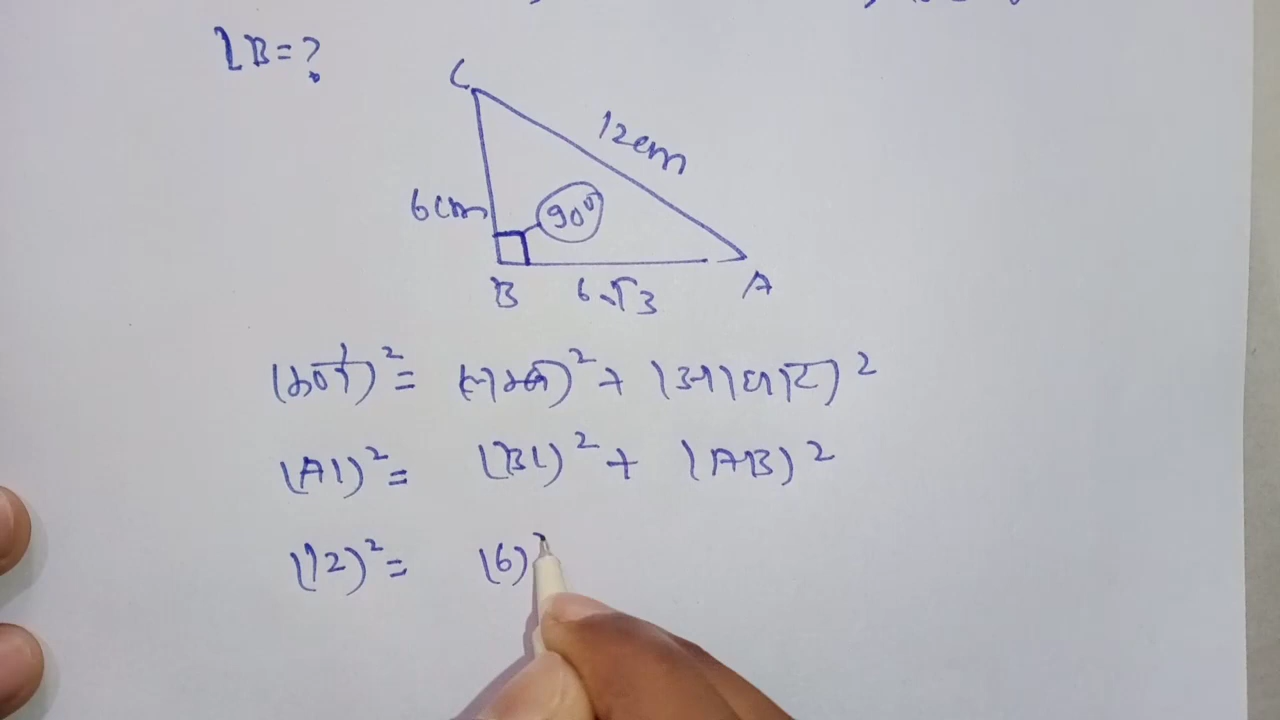 ∠B = ?
C
12cm
6cm
90°
B
6√3
A
(कर्ण)² = (लम्ब)² + (आधार)²
(AC)² = (BC)² + (AB)²
(12)² = (6)